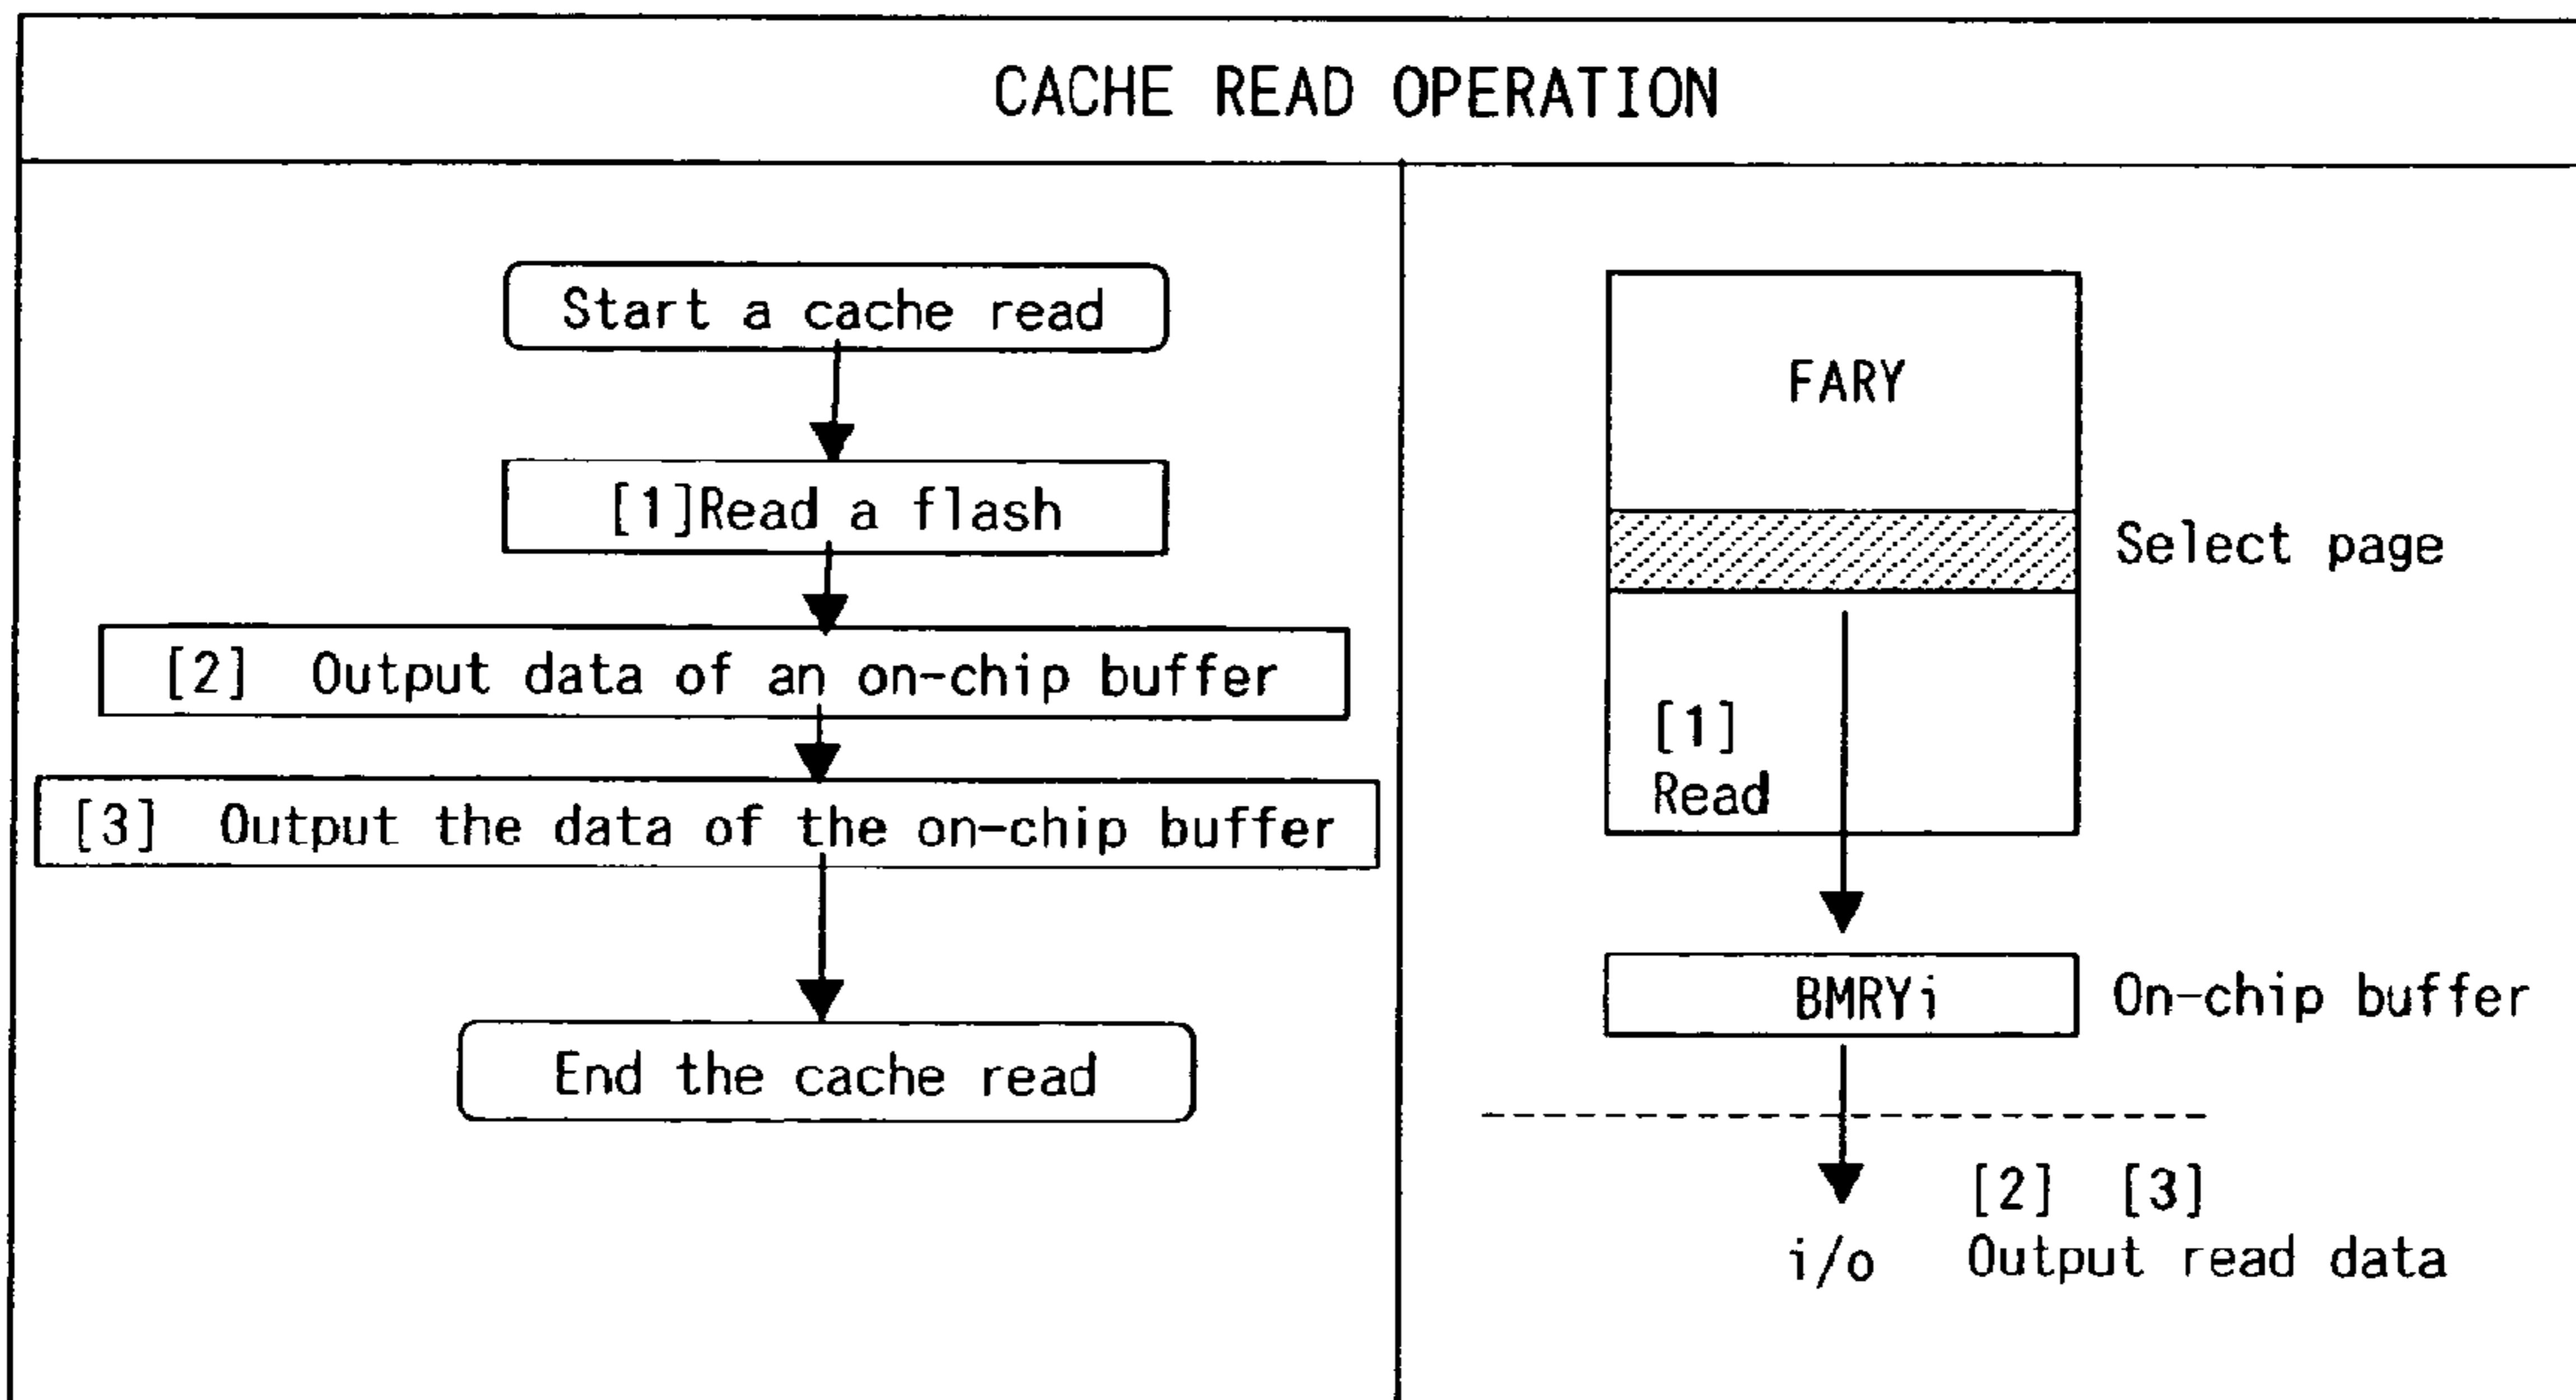 CACHE READ OPERATION
Start a cache read
[1]Read a flash
[2] Output data of an on-chip buffer
[3] Output the data of the on-chip buffer
End the cache read
FARY
Select page
[1]
Read
BMRYi
On-chip buffer
[2] [3]
i/o Output read data